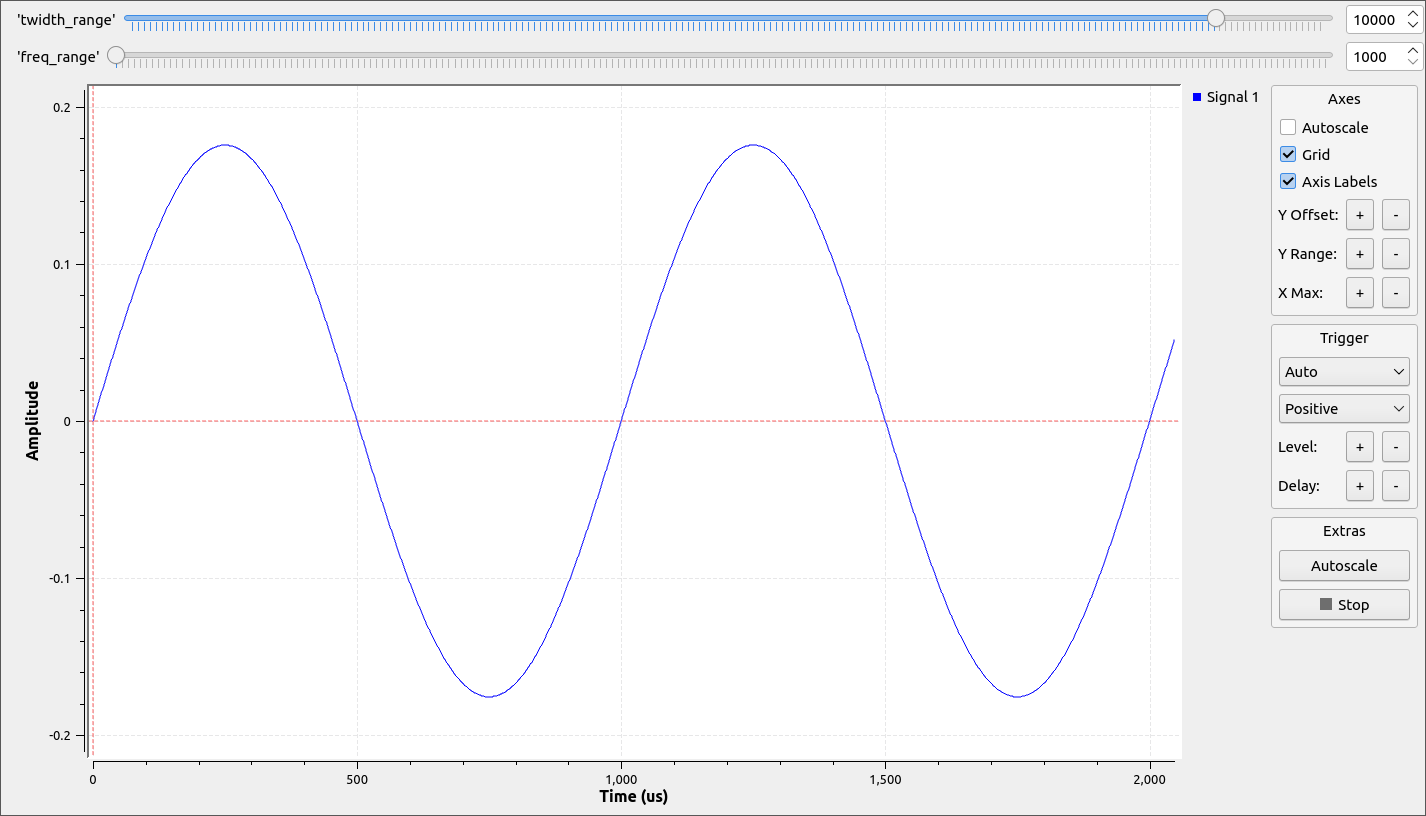 'twidth_range' 10000
'freq_range' 1000
Signal 1
0.2
0.1
0
-0.1
-0.2
Amplitude
0 500 1,000 1,500 2,000
Time (us)
Axes
Autoscale
Grid
Axis Labels
Y Offset: + -
Y Range: + -
X Max: + -
Trigger
Auto
Positive
Level: + -
Delay: + -
Extras
Autoscale
Stop